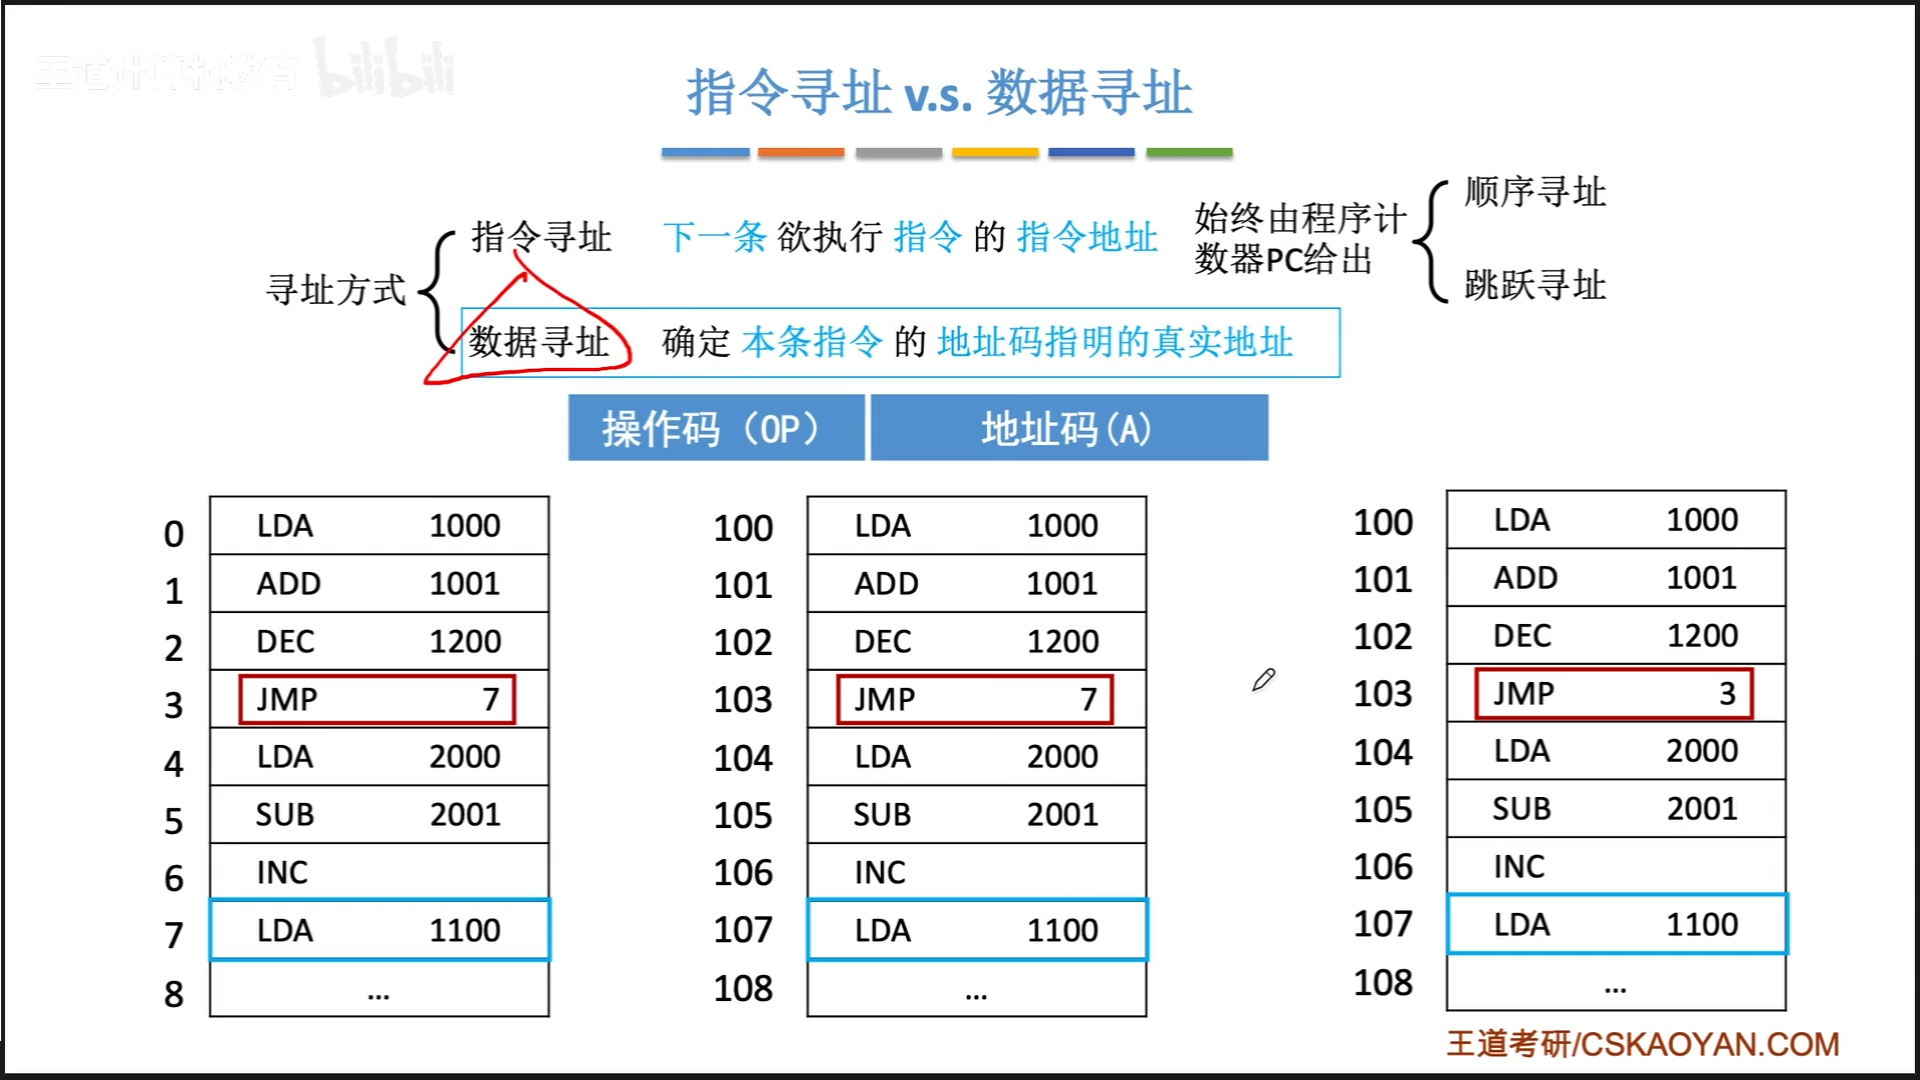 王道计算机教育 bilibili
指令寻址 v.s. 数据寻址
寻址方式
指令寻址 下一条 欲执行 指令 的 指令地址
始终由程序计
数器PC给出
顺序寻址
跳跃寻址
数据寻址 确定 本条指令 的 地址码指明的真实地址
操作码（OP） 地址码(A)
0 LDA 1000
1 ADD 1001
2 DEC 1200
3 JMP 7
4 LDA 2000
5 SUB 2001
6 INC
7 LDA 1100
8 ...
100 LDA 1000
101 ADD 1001
102 DEC 1200
103 JMP 7
104 LDA 2000
105 SUB 2001
106 INC
107 LDA 1100
108 ...
100 LDA 1000
101 ADD 1001
102 DEC 1200
103 JMP 3
104 LDA 2000
105 SUB 2001
106 INC
107 LDA 1100
108 ...
王道考研/CSKAOYAN.COM